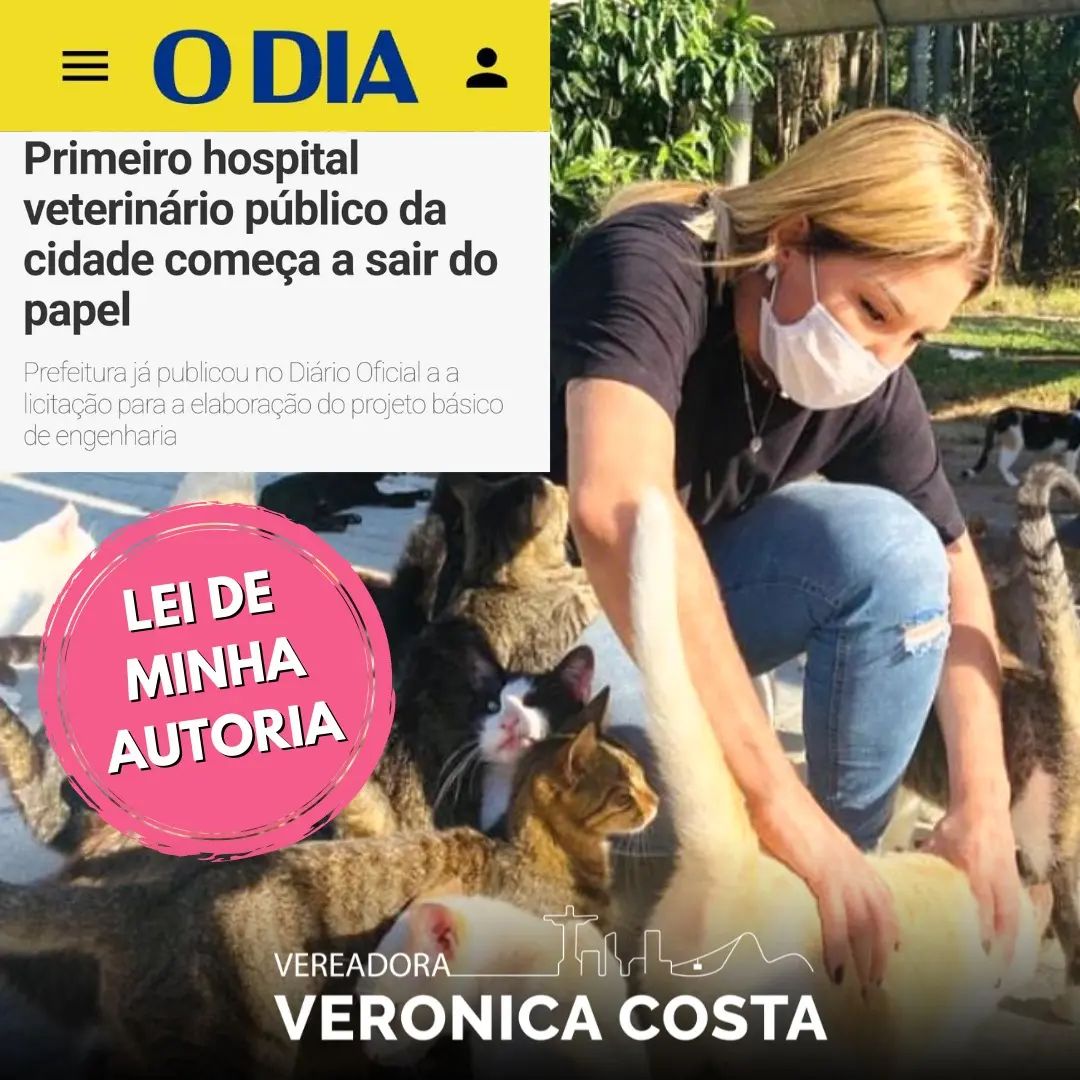 O DIA
Primeiro hospital
veterinário público da
cidade começa a sair do
papel
Prefeitura já publicou no Diário Oficial a a
licitação para a elaboração do projeto básico
de engenharia
LEI DE
MINHA
AUTORIA
VEREADORA
VERONICA COSTA